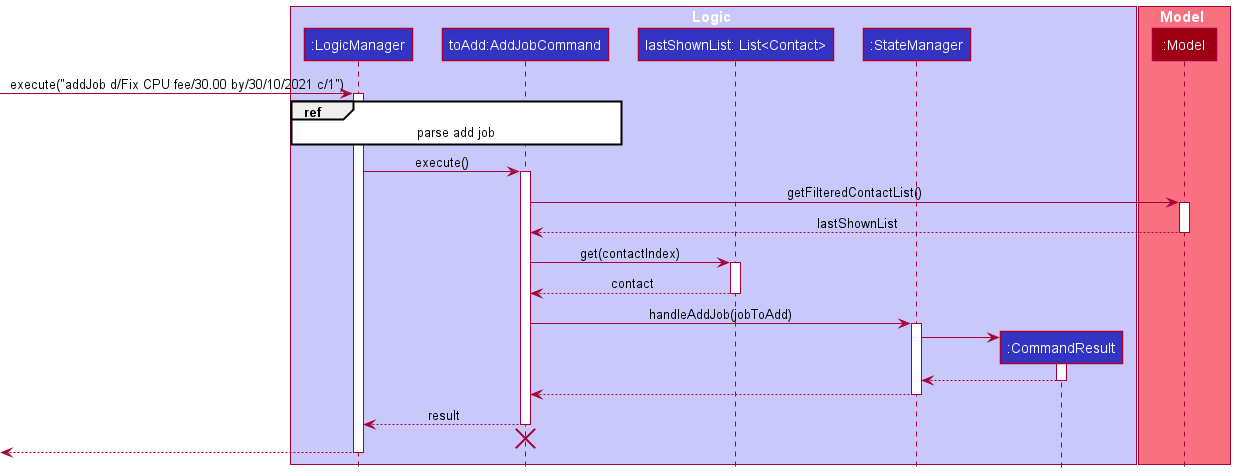 Logic
Model
:LogicManager
toAdd:AddJobCommand
lastShownList: List<Contact>
:StateManager
:Model
execute("addJob d/Fix CPU fee/30.00 by/30/10/2021 c/1")
ref
parse add job
execute()
getFilteredContactList()
lastShownList
get(contactIndex)
contact
handleAddJob(jobToAdd)
:CommandResult
result